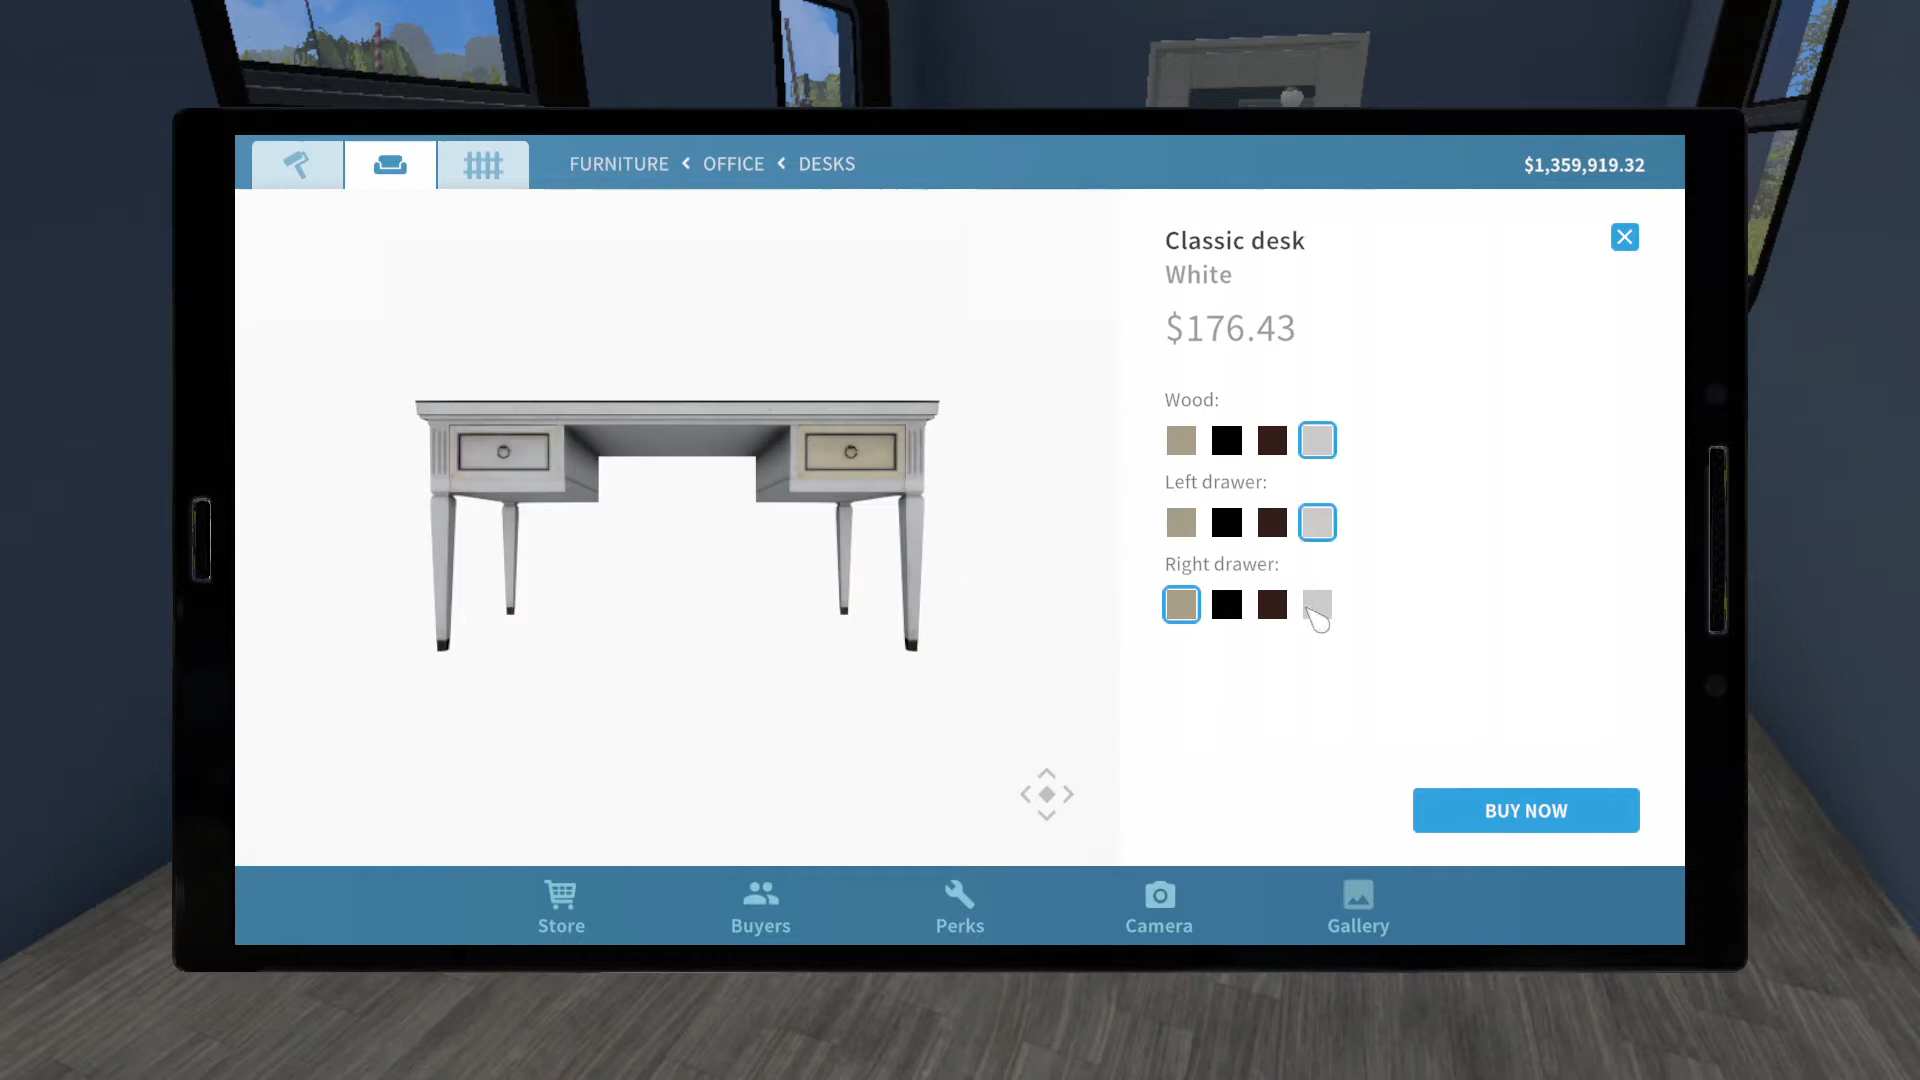 FURNITURE < OFFICE < DESKS
$1,359,919.32
Classic desk
White
$176.43
Wood:
Left drawer:
Right drawer:
BUY NOW
Store
Buyers
Perks
Camera
Gallery